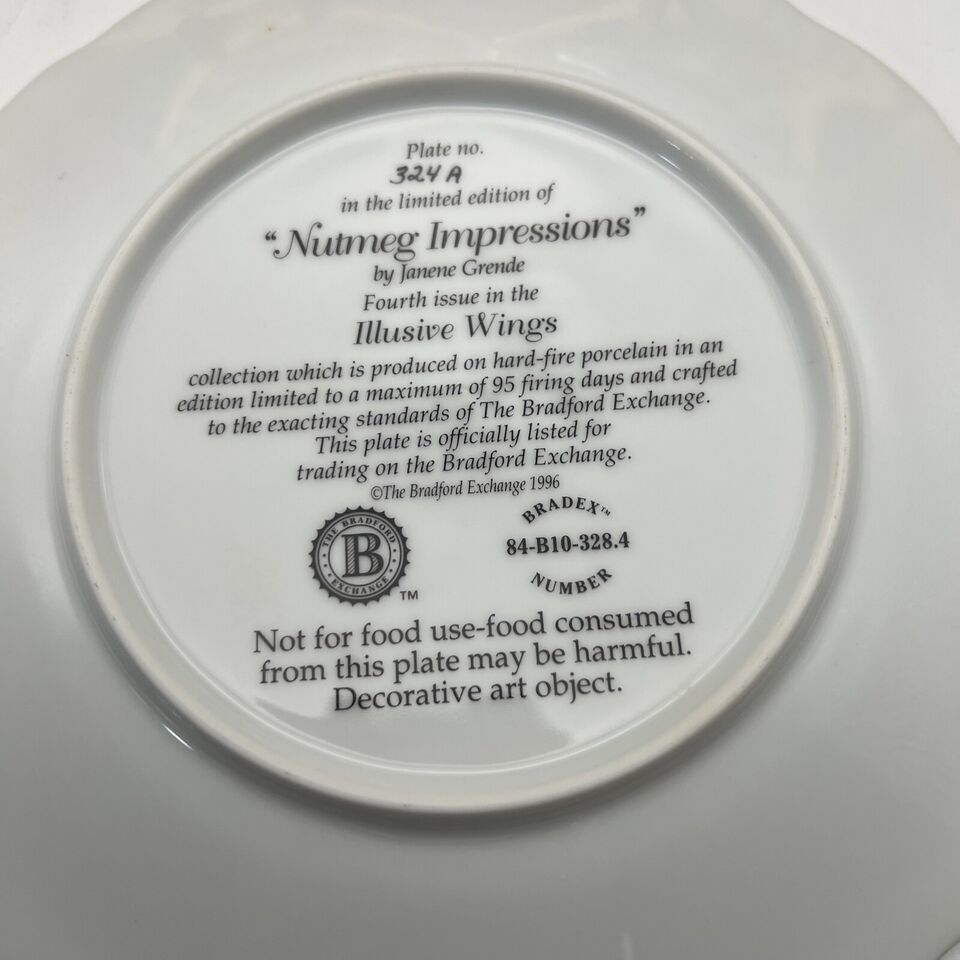 Plate no.
324 A
in the limited edition of
“Nutmeg Impressions”
by Janene Grende
Fourth issue in the
Illusive Wings
collection which is produced on hard-fire porcelain in an
edition limited to a maximum of 95 firing days and crafted
to the exacting standards of The Bradford Exchange.
This plate is officially listed for
trading on the Bradford Exchange.
©The Bradford Exchange 1996
THE BRADFORD
B
EXCHANGE
TM
BRADEX™
84-B10-328.4
NUMBER
Not for food use-food consumed
from this plate may be harmful.
Decorative art object.